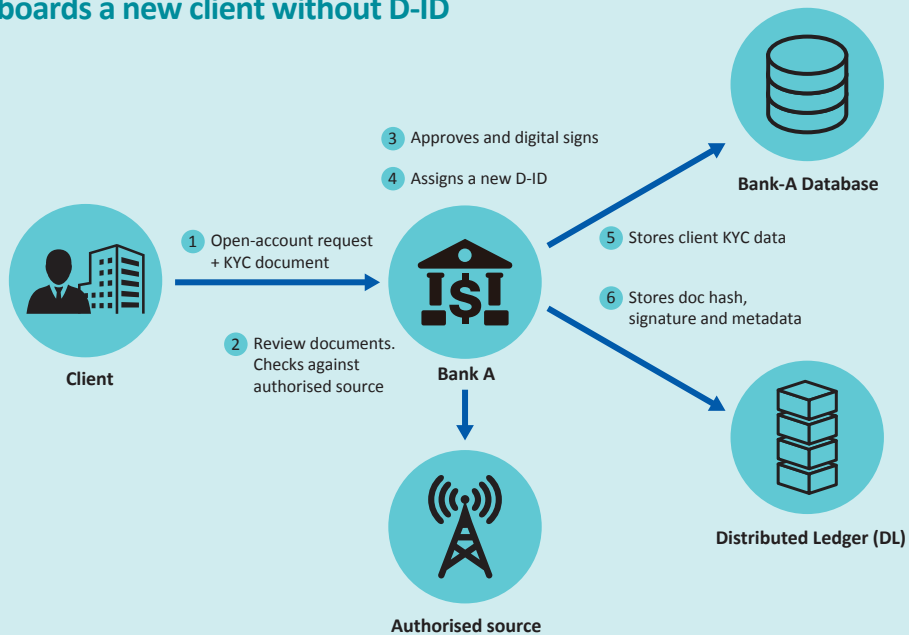 boards a new client without D-ID
3 Approves and digital signs
4 Assigns a new D-ID
Bank-A Database
1 Open-account request
+ KYC document
5 Stores client KYC data
6 Stores doc hash,
signature and metadata
2 Review documents.
Checks against
authorised source
Client
Bank A
Distributed Ledger (DL)
Authorised source